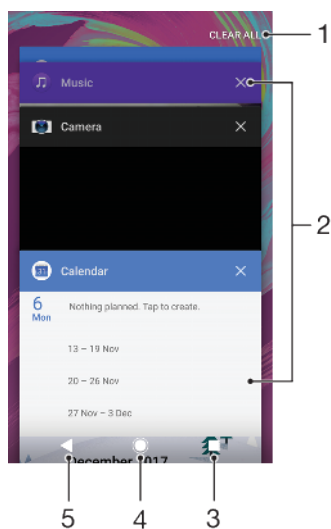 CLEAR ALL
1
Music
Camera
2
Calendar
6
Mon
Nothing planned. Tap to create.
13 – 19 Nov
20 – 26 Nov
27 Nov – 3 Dec
December 2017
5
4
3